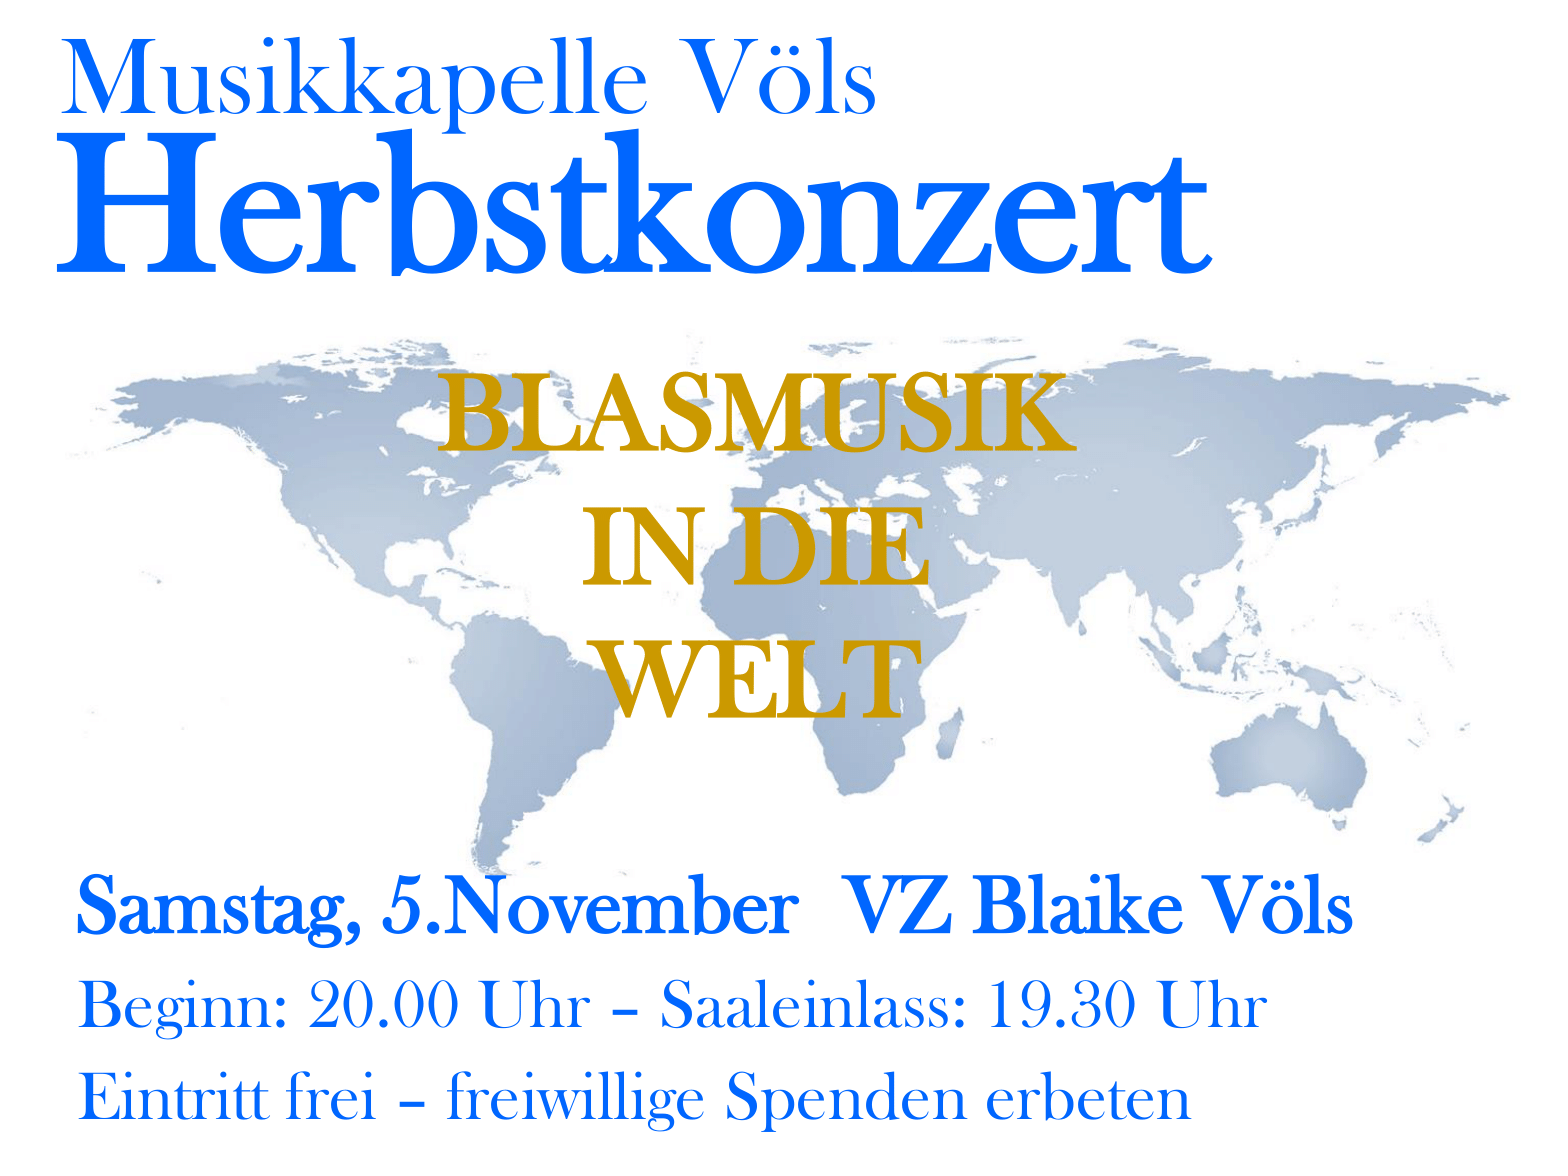 Musikkapelle Völs
Herbstkonzert
BLASMUSIK
IN DIE
WELT
Samstag, 5.November VZ Blaike Völs
Beginn: 20.00 Uhr – Saaleinlass: 19.30 Uhr
Eintritt frei – freiwillige Spenden erbeten